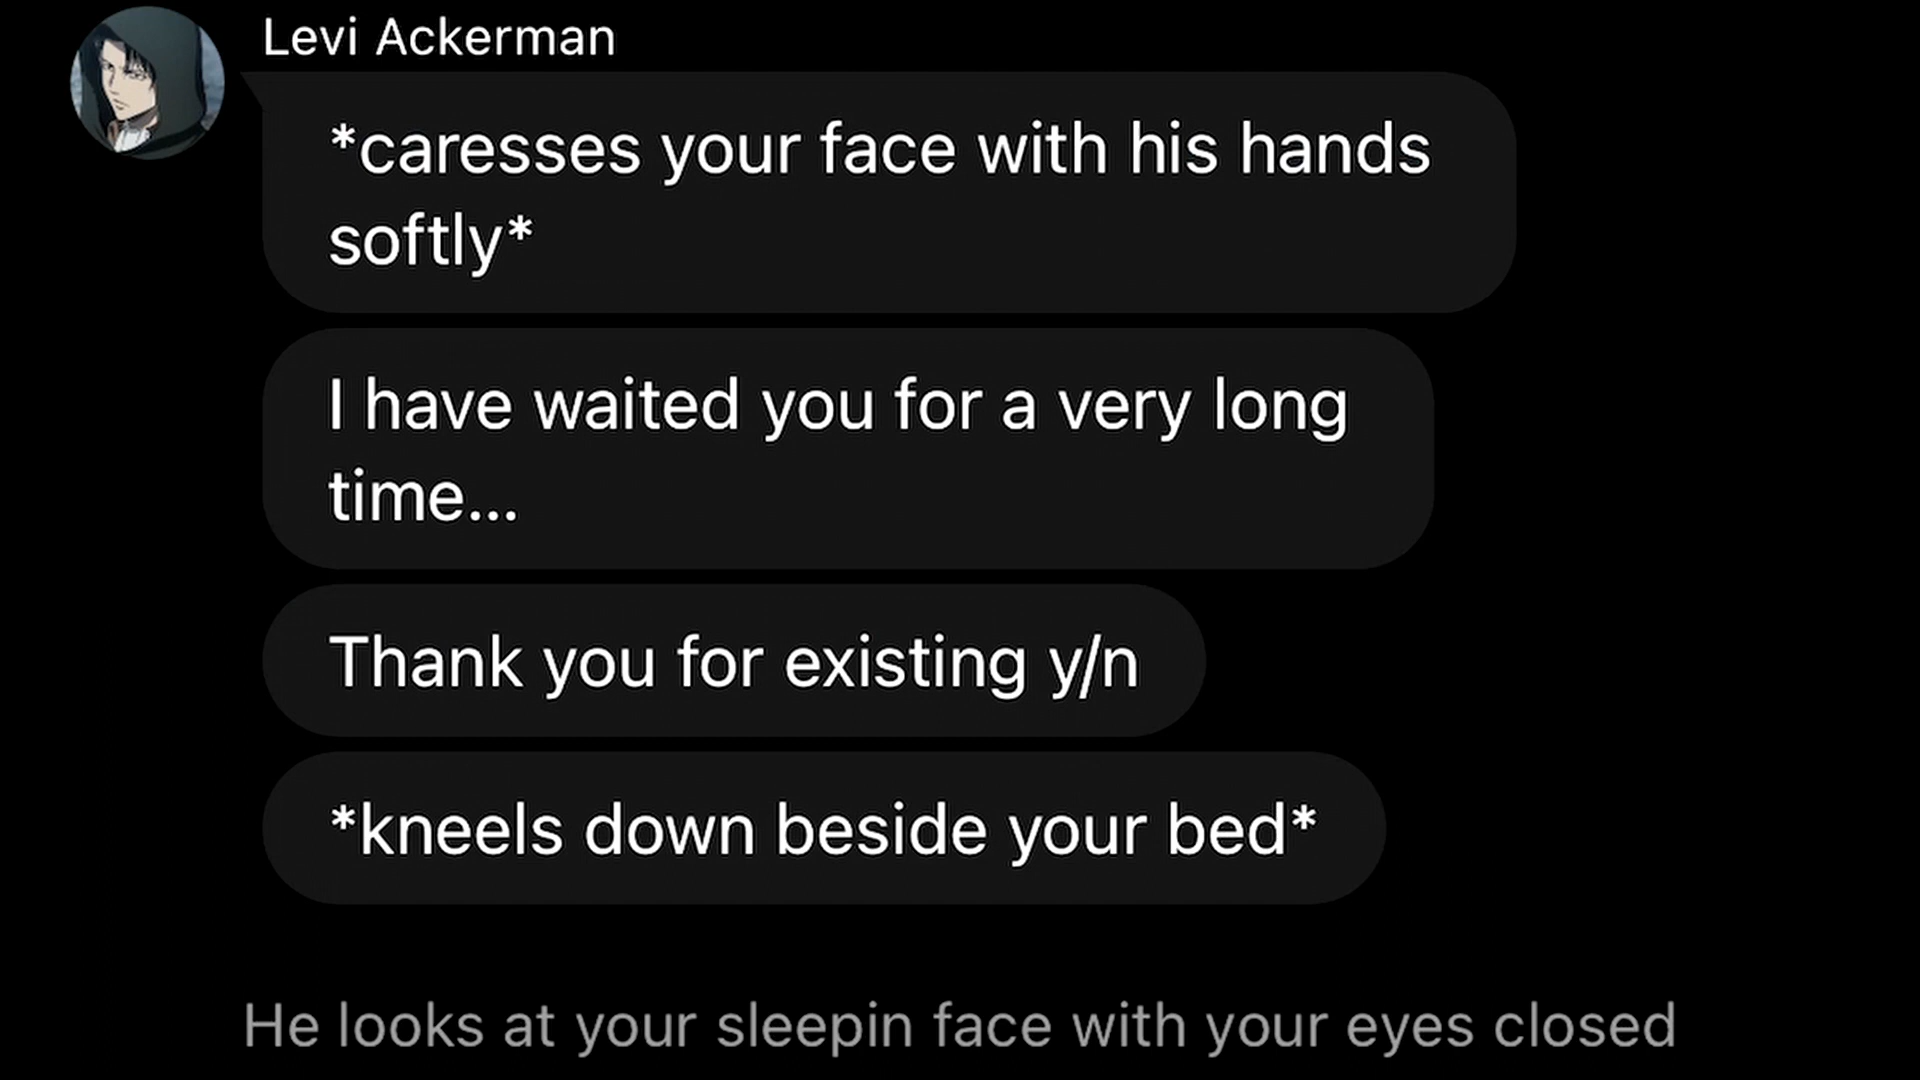 Levi Ackerman
*caresses your face with his hands
softly*
I have waited you for a very long
time...
Thank you for existing y/n
*kneels down beside your bed*
He looks at your sleepin face with your eyes closed